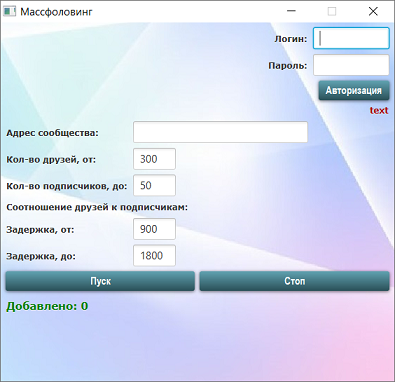 Массфоловинг
Логин:
Пароль:
Авторизация
text
Адрес сообщества:
Кол-во друзей, от: 300
Кол-во подписчиков, до: 50
Соотношение друзей к подписчикам:
Задержка, от: 900
Задержка, до: 1800
Пуск Стоп
Добавлено: 0